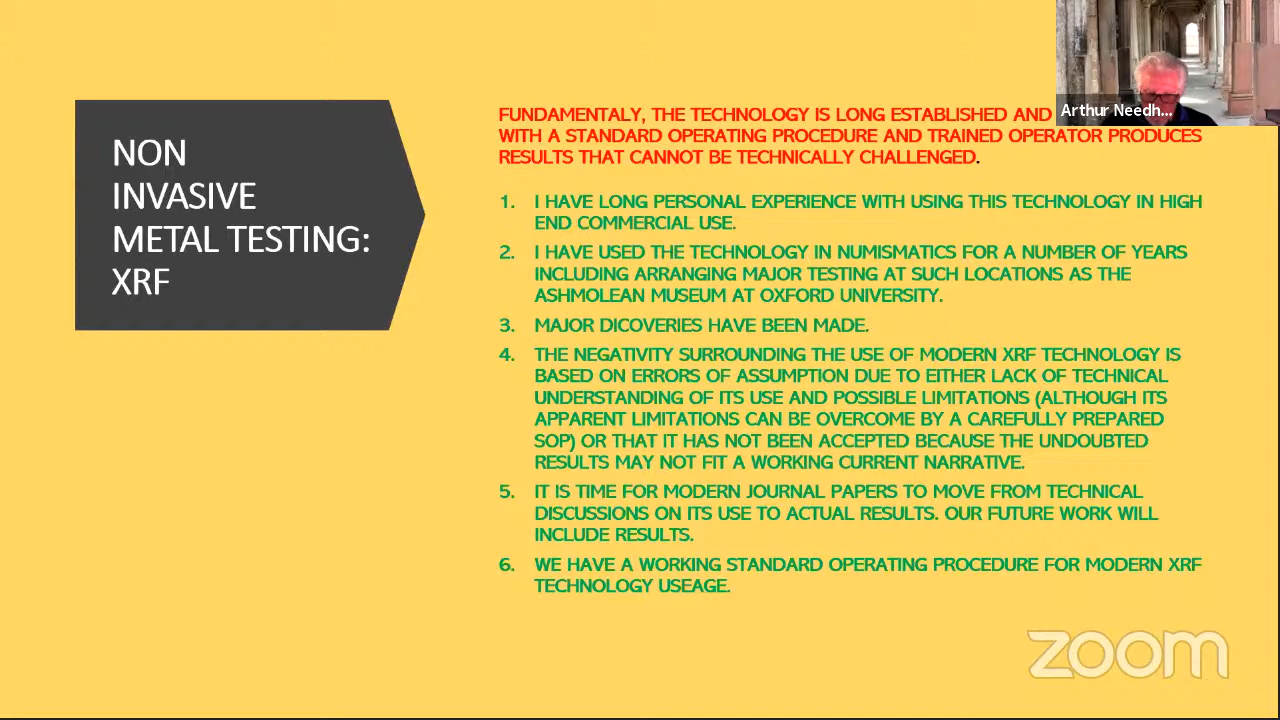 NON
INVASIVE
METAL TESTING:
XRF
Arthur Needh...
FUNDAMENTALY, THE TECHNOLOGY IS LONG ESTABLISHED AND
WITH A STANDARD OPERATING PROCEDURE AND TRAINED OPERATOR PRODUCES
RESULTS THAT CANNOT BE TECHNICALLY CHALLENGED.
1. I HAVE LONG PERSONAL EXPERIENCE WITH USING THIS TECHNOLOGY IN HIGH
END COMMERCIAL USE.
2. I HAVE USED THE TECHNOLOGY IN NUMISMATICS FOR A NUMBER OF YEARS
INCLUDING ARRANGING MAJOR TESTING AT SUCH LOCATIONS AS THE
ASHMOLEAN MUSEUM AT OXFORD UNIVERSITY.
3. MAJOR DICOVERIES HAVE BEEN MADE.
4. THE NEGATIVITY SURROUNDING THE USE OF MODERN XRF TECHNOLOGY IS
BASED ON ERRORS OF ASSUMPTION DUE TO EITHER LACK OF TECHNICAL
UNDERSTANDING OF ITS USE AND POSSIBLE LIMITATIONS (ALTHOUGH ITS
APPARENT LIMITATIONS CAN BE OVERCOME BY A CAREFULLY PREPARED
SOP) OR THAT IT HAS NOT BEEN ACCEPTED BECAUSE THE UNDOUBTED
RESULTS MAY NOT FIT A WORKING CURRENT NARRATIVE.
5. IT IS TIME FOR MODERN JOURNAL PAPERS TO MOVE FROM TECHNICAL
DISCUSSIONS ON ITS USE TO ACTUAL RESULTS. OUR FUTURE WORK WILL
INCLUDE RESULTS.
6. WE HAVE A WORKING STANDARD OPERATING PROCEDURE FOR MODERN XRF
TECHNOLOGY USEAGE.
zoom